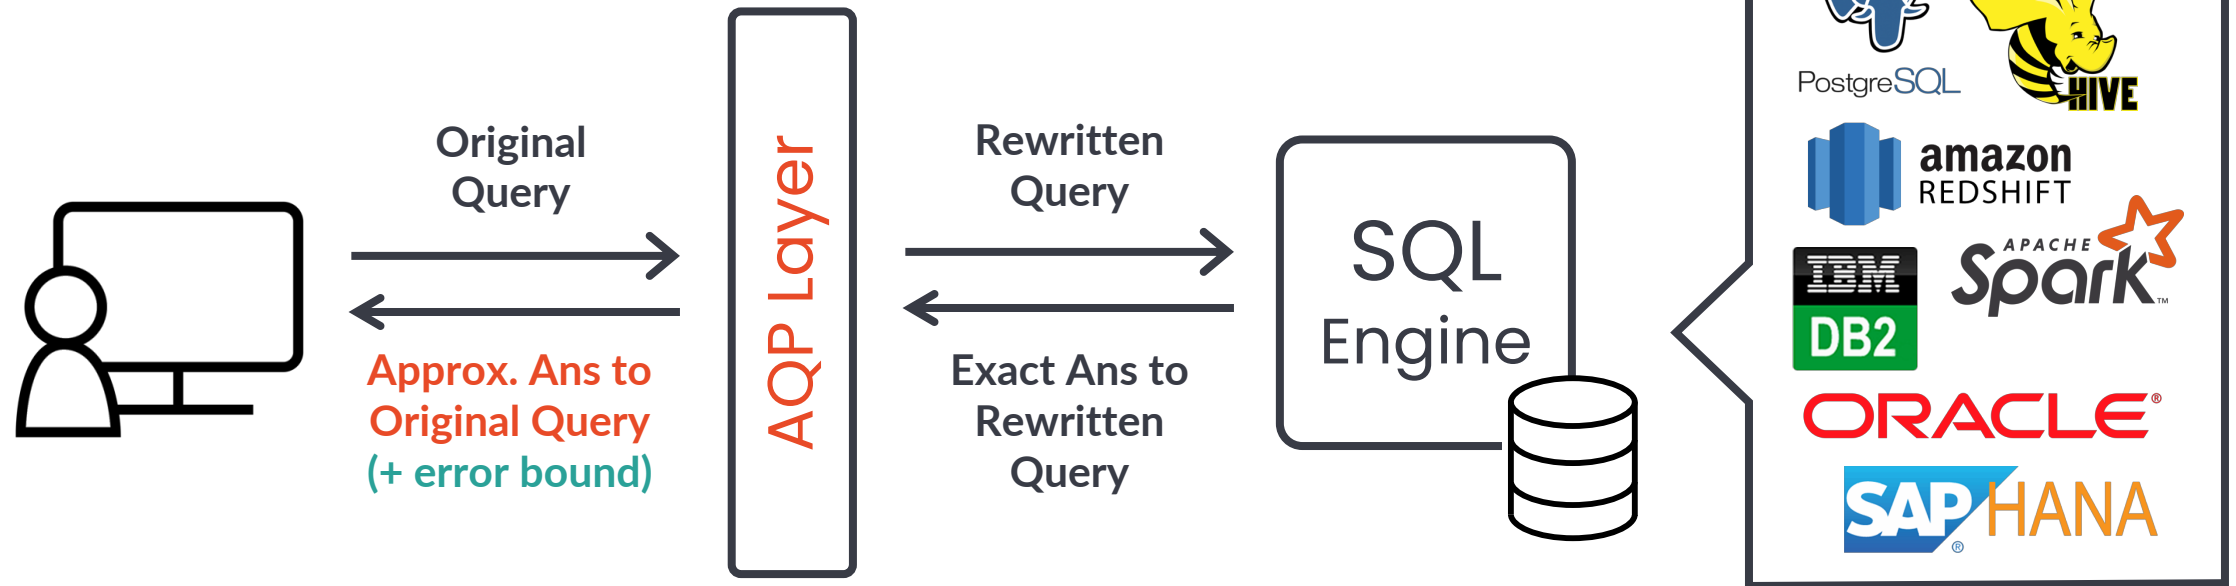 Original
Query
Approx. Ans to
Original Query
(+ error bound)
AQP Layer
Rewritten
Query
Exact Ans to
Rewritten
Query
SQL
Engine
PostgreSQL
HIVE
amazon
REDSHIFT
APACHE
Spark™
IBM
DB2
ORACLE®
SAP® HANA